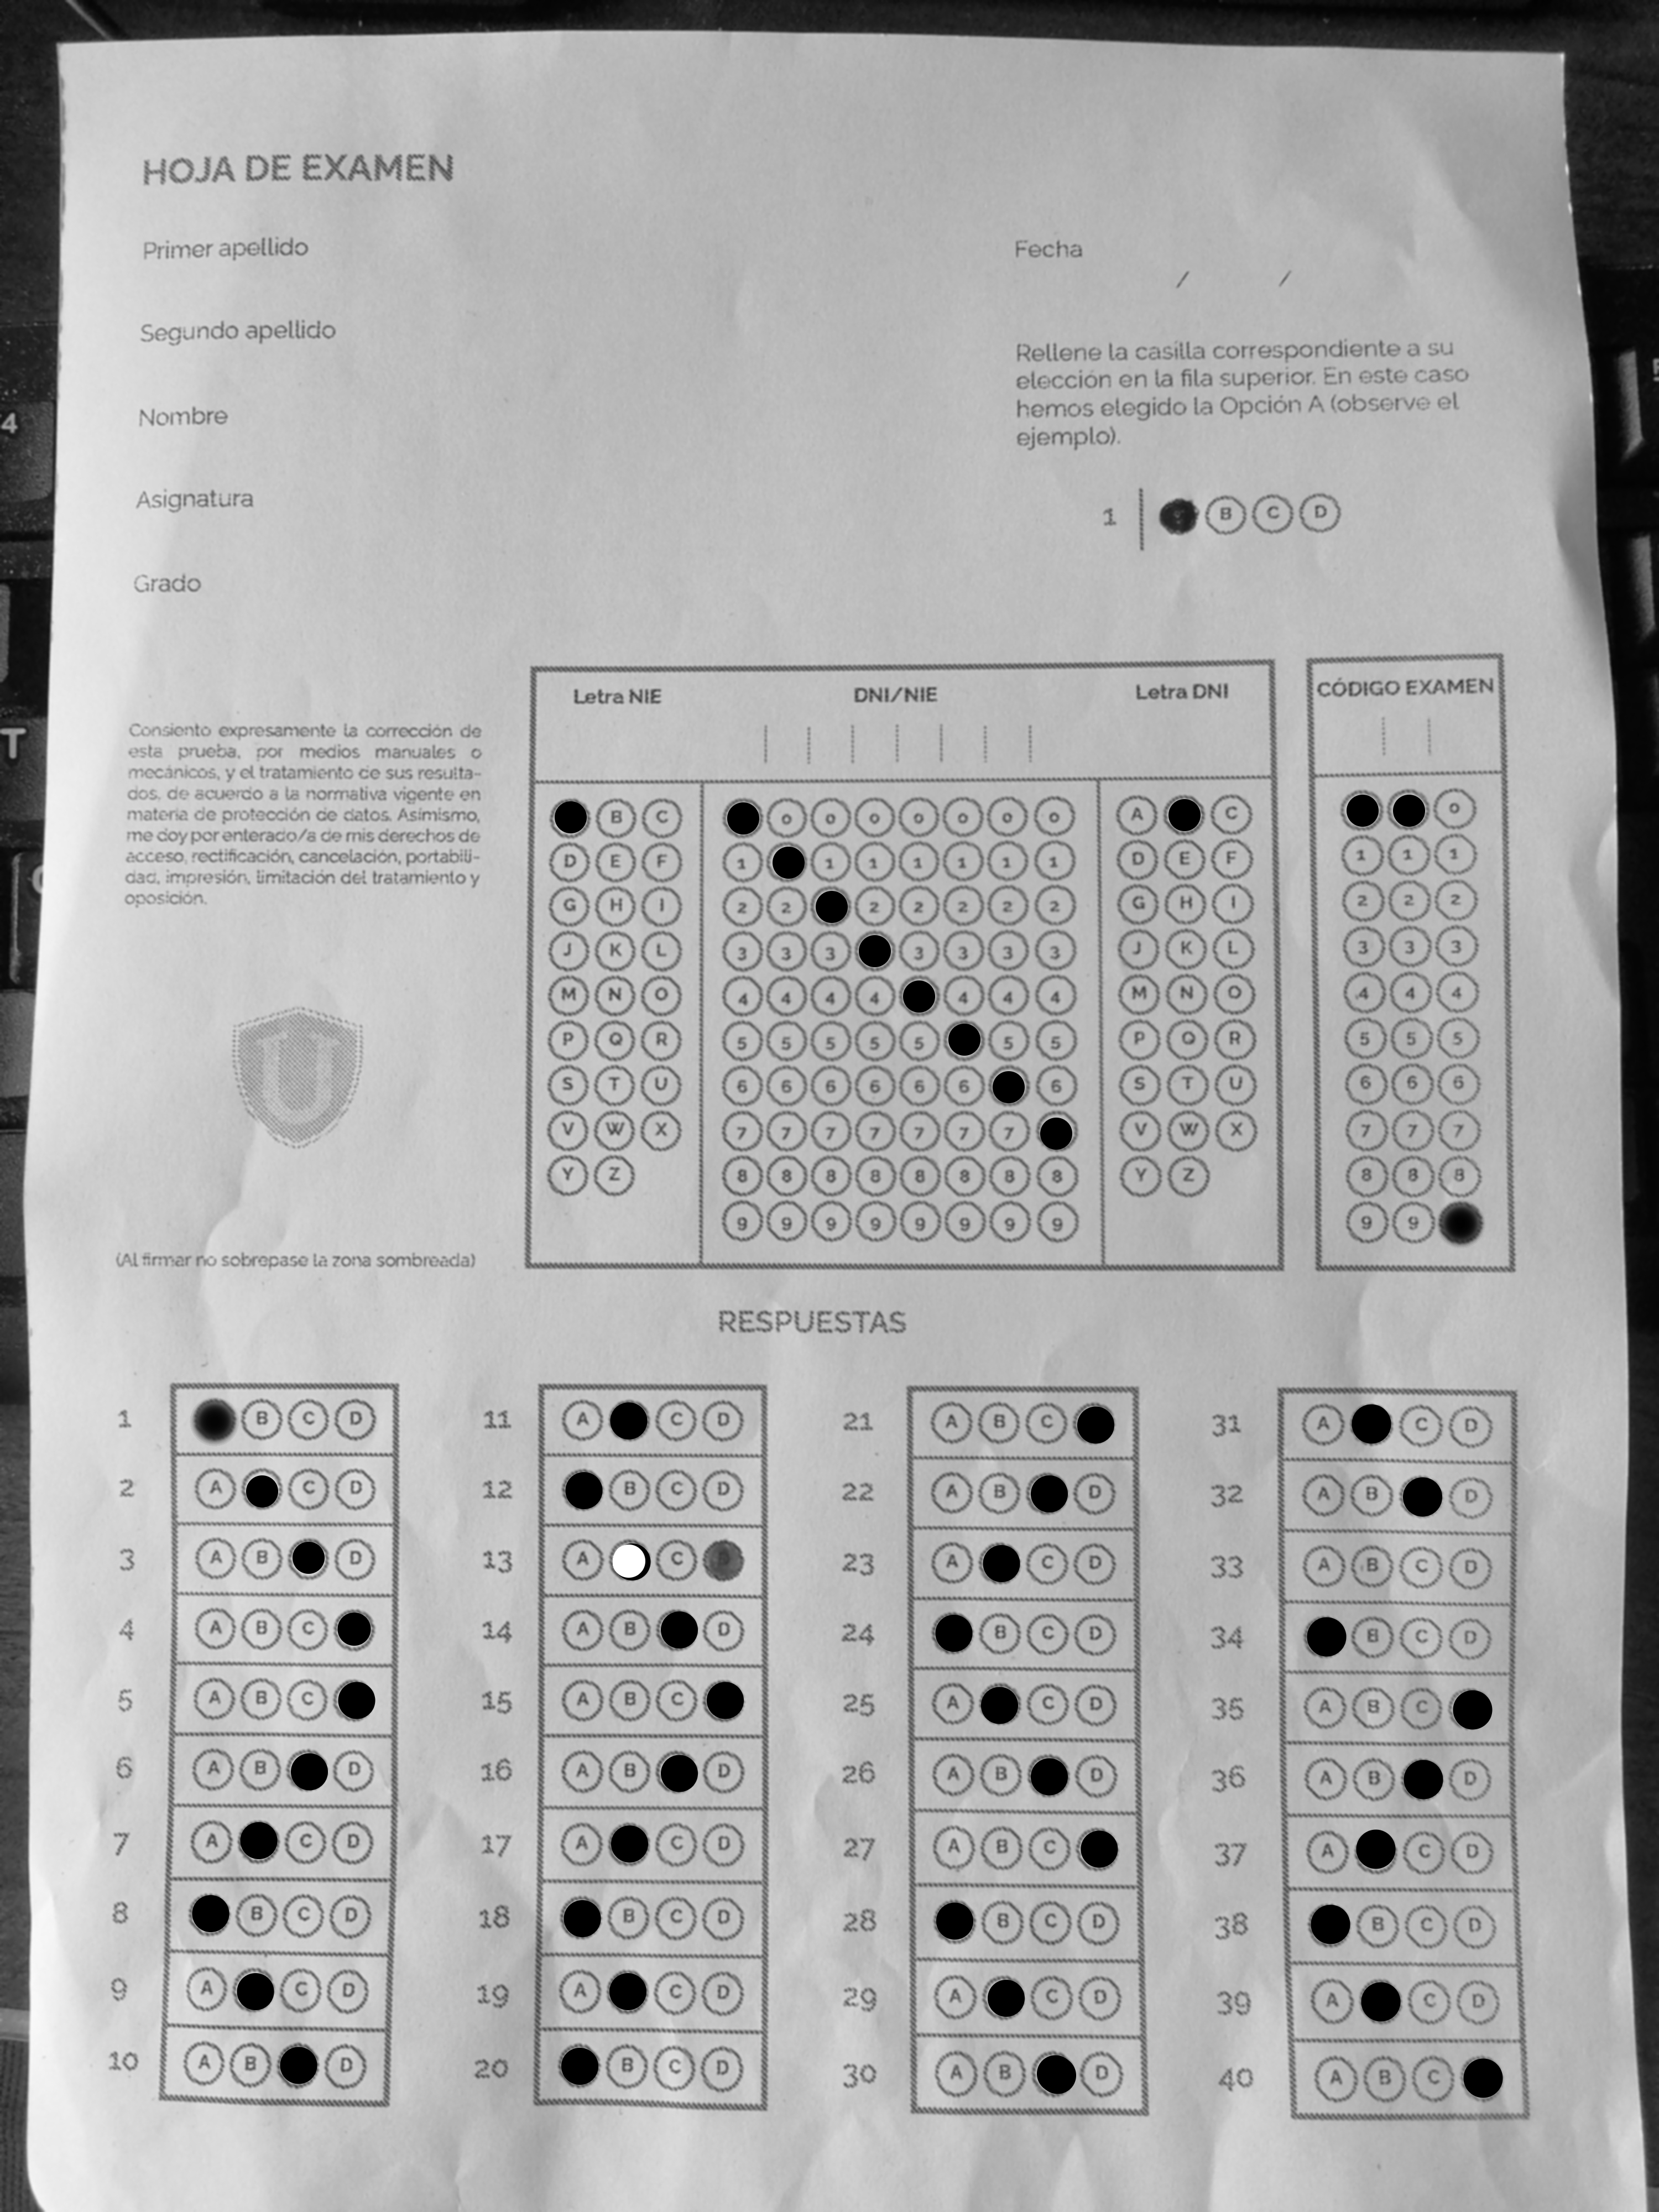 HOJA DE EXAMEN
Primer apellido
Segundo apellido
Nombre
Asignatura
Grado
Fecha
/ /
Rellene la casilla correspondiente a su
elección en la fila superior. En este caso
hemos elegido la Opción A (observe el
ejemplo).
1 B C D
Consiento expresamente la corrección de
esta prueba, por medios manuales o
mecánicos, y el tratamiento de sus resulta-
dos, de acuerdo a la normativa vigente en
materia de protección de datos. Asimismo,
me doy por enterado/a de mis derechos de
acceso, rectificación, cancelación, portabili-
dad, impresión, limitación del tratamiento y
oposición.
U
(Al firmar no sobrepase la zona sombreada)
Letra NIE
B C
D E F
G H I
J K L
M N O
P Q R
S T U
V W X
Y Z
DNI/NIE
0 0 0 0 0 0 0
1 1 1 1 1 1 1
2 2 2 2 2 2 2
3 3 3 3 3 3 3
4 4 4 4 4 4 4
5 5 5 5 5 5 5
6 6 6 6 6 6 6
7 7 7 7 7 7 7
8 8 8 8 8 8 8 8
9 9 9 9 9 9 9 9
Letra DNI
A C
D E F
G H I
J K L
M N O
P Q R
S T U
V W X
Y Z
CÓDIGO EXAMEN
0
1 1 1
2 2 2
3 3 3
4 4 4
5 5 5
6 6 6
7 7 7
8 8 8
9 9
RESPUESTAS
1 B C D
2 A C D
3 A B D
4 A B C
5 A B C
6 A B D
7 A C D
8 B C D
9 A C D
10 A B D
11 A C D
12 B C D
13 A C D
14 A B D
15 A B C
16 A B D
17 A C D
18 B C D
19 A C D
20 B C D
21 A B C
22 A B D
23 A C D
24 B C D
25 A C D
26 A B D
27 A B C
28 B C D
29 A C D
30 A B D
31 A C D
32 A B D
33 A B C D
34 B C D
35 A B C
36 A B D
37 A C D
38 B C D
39 A C D
40 A B C
4
T